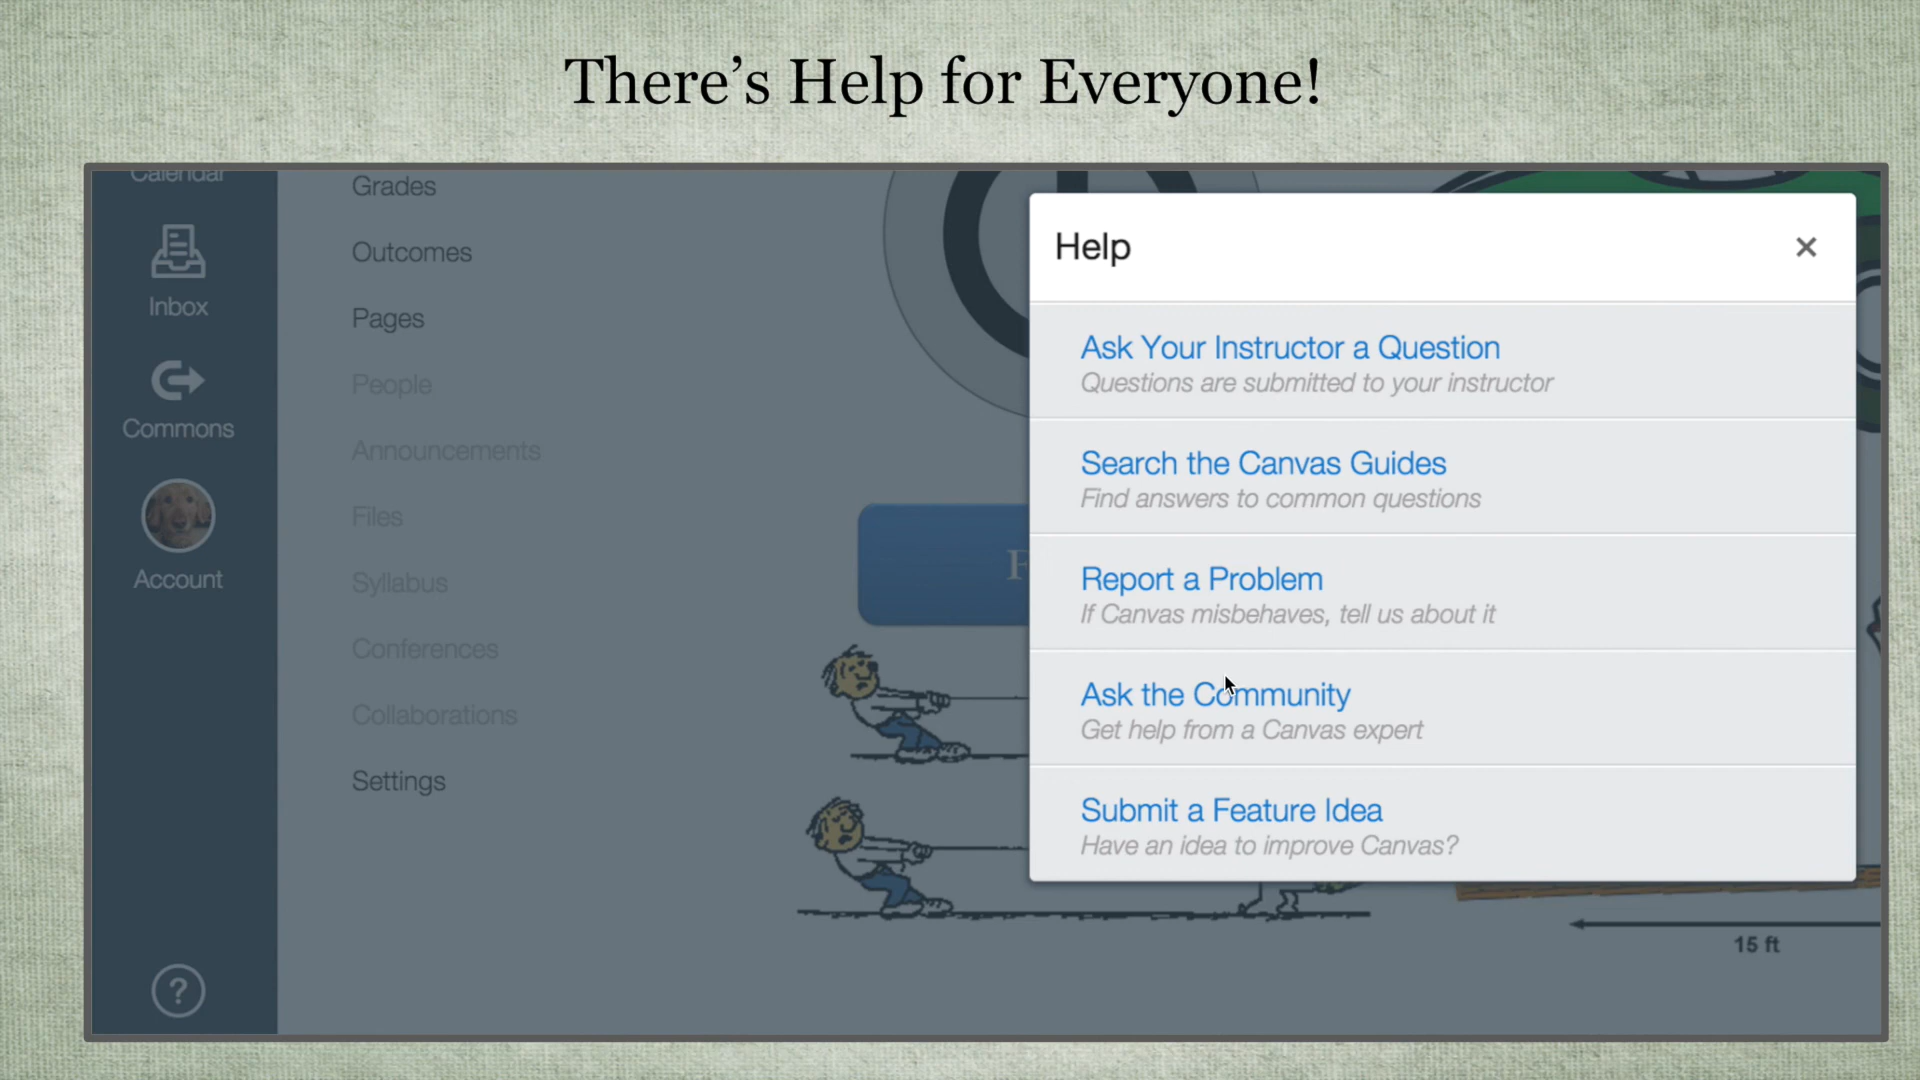 There's Help for Everyone!
Calendar
Inbox
Commons
Account
?
Grades
Outcomes
Pages
People
Announcements
Files
Syllabus
Conferences
Collaborations
Settings
Help
×
Ask Your Instructor a Question
Questions are submitted to your instructor
Search the Canvas Guides
Find answers to common questions
Report a Problem
If Canvas misbehaves, tell us about it
Ask the Community
Get help from a Canvas expert
Submit a Feature Idea
Have an idea to improve Canvas?
15 ft